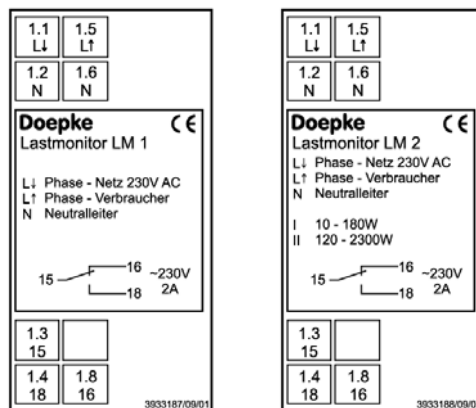 1.1 1.5
L↓ L↑
1.2 1.6
N N
Doepke CE
Lastmonitor LM 1
L↓ Phase - Netz 230V AC
L↑ Phase - Verbraucher
N Neutralleiter
16
15
18
~230V
2A
1.3
15
1.4 1.8
18 16
3933187/09/01
1.1 1.5
L↓ L↑
1.2 1.6
N N
Doepke CE
Lastmonitor LM 2
L↓ Phase - Netz 230V AC
L↑ Phase - Verbraucher
N Neutralleiter
I 10 - 180W
II 120 - 2300W
16
15
18
~230V
2A
1.3
15
1.4 1.8
18 16